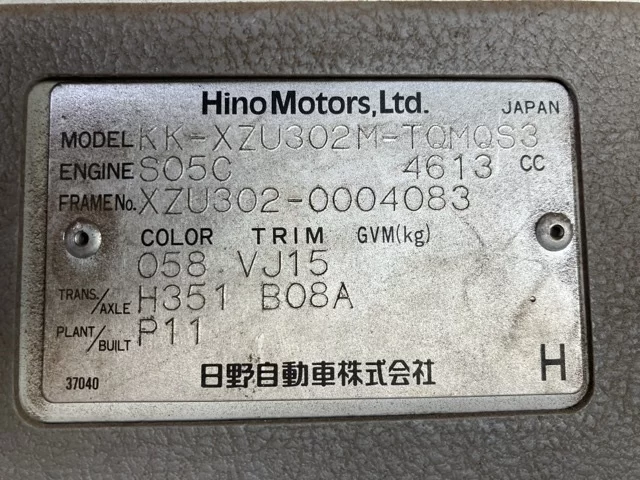 Hino Motors, Ltd. JAPAN
MODEL KK-XZU302M-TQMQS3
ENGINE S05C 4613 CC
FRAME No. XZU302-0004083
COLOR TRIM GVM(kg)
058 VJ15
TRANS./AXLE H351 B08A
PLANT/BUILT P11
37040 日野自動車株式会社 H